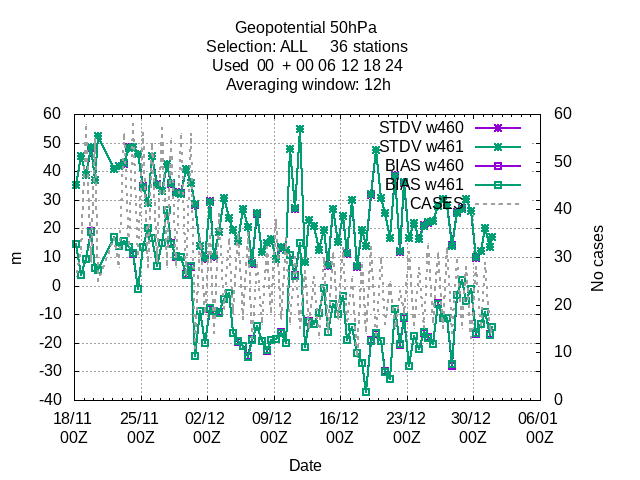 Geopotential 50hPa
Selection: ALL     36 stations
Used  00  + 00 06 12 18 24
Averaging window: 12h
60
50
40
30
20
10
0
-10
-20
-30
-40
m
STDV w460
STDV w461
BIAS w460
BIAS w461
CASES
60
50
40
30
20
10
0
No cases
18/11 25/11 02/12 09/12 16/12 23/12 30/12 06/01
00Z 00Z 00Z 00Z 00Z 00Z 00Z 00Z
Date